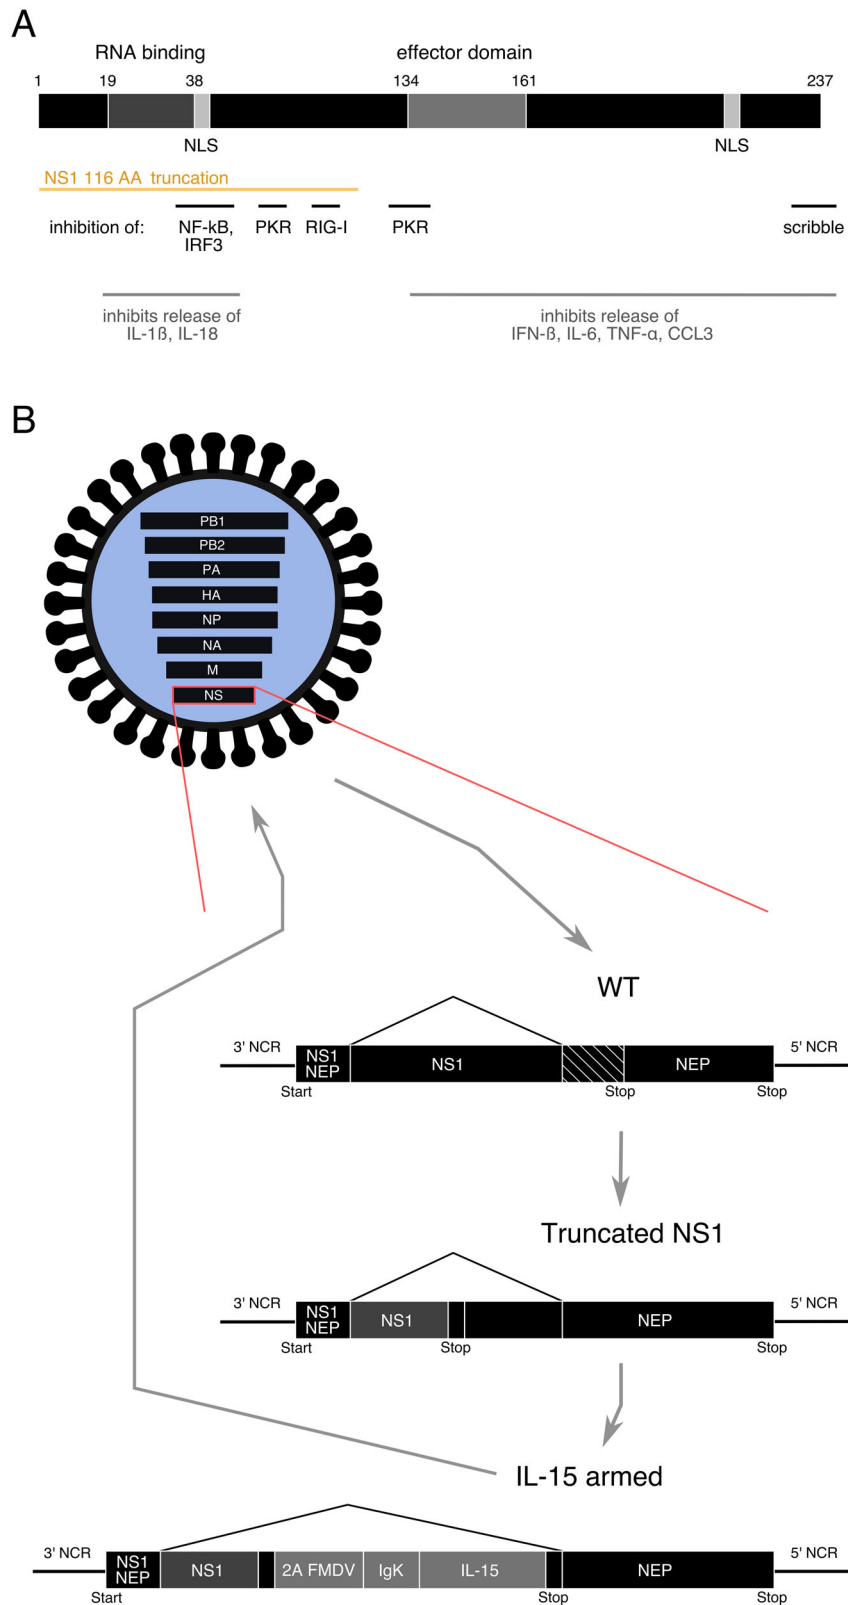 A
RNA binding effector domain
1 19 38 134 161 237
NLS NLS
NS1 116 AA truncation
inhibition of: NF-kB, PKR RIG-I PKR scribble
IRF3
inhibits release of inhibits release of
IL-1ß, IL-18 IFN-ß, IL-6, TNF-α, CCL3
B
PB1
PB2
PA
HA
NP
NA
M
NS
WT
3' NCR NS1 NS1 NEP 5' NCR
NEP
Start Stop Stop
Truncated NS1
3' NCR NS1 NS1 NEP 5' NCR
NEP
Start Stop Stop
IL-15 armed
3' NCR NS1 NS1 2A FMDV IgK IL-15 NEP 5' NCR
NEP
Start Stop Stop